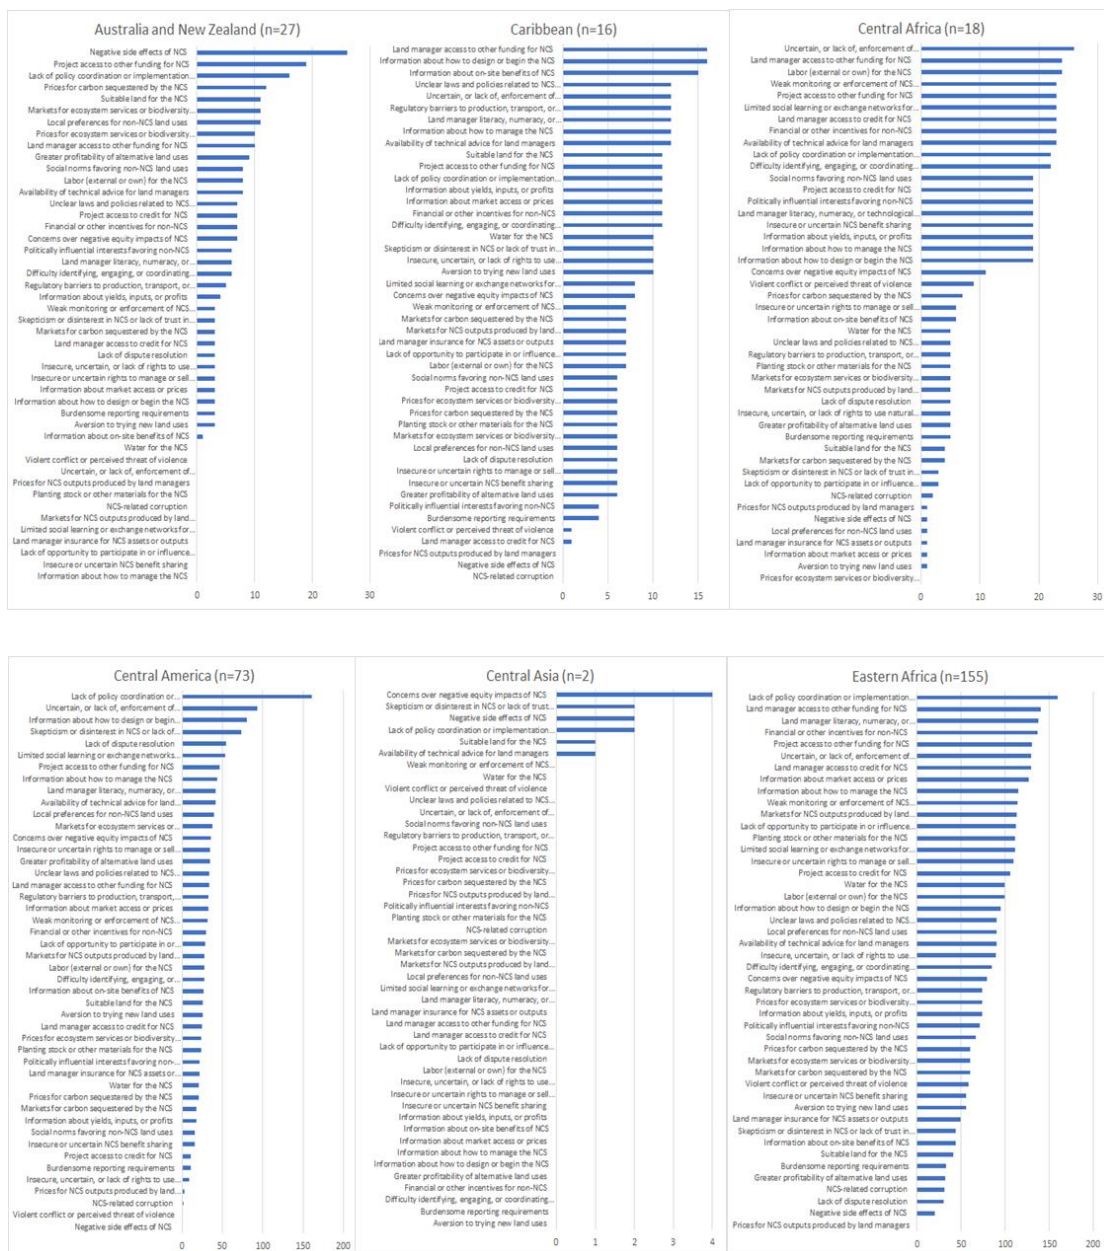 Australia and New Zealand (n=27)
Negative side effects of NCS
Project access to other funding for NCS
Lack of policy coordination or implementation...
Prices for carbon sequestered by the NCS
Suitable land for the NCS
Markets for ecosystem services or biodiversity...
Local preferences for non-NCS land uses
Prices for ecosystem services or biodiversity...
Land manager access to other funding for NCS
Greater profitability of alternative land uses
Social norms favoring non-NCS land uses
Labor (external or own) for the NCS
Availability of technical advice for land managers
Unclear laws and policies related to NCS...
Project access to credit for NCS
Financial or other incentives for non-NCS
Concerns over negative equity impacts of NCS
Politically influential interests favoring non-NCS
Land manager literacy, numeracy, or...
Difficulty identifying, engaging, or coordinating...
Regulatory barriers to production, transport, or...
Information about yields, inputs, or profits
Weak monitoring or enforcement of NCS...
Skepticism or disinterest in NCS or lack of trust in...
Markets for carbon sequestered by the NCS
Land manager access to credit for NCS
Lack of dispute resolution
Insecure, uncertain, or lack of rights to use...
Insecure or uncertain rights to manage or sell...
Information about market access or prices
Information about how to design or begin the NCS
Burdensome reporting requirements
Aversion to trying new land uses
Information about on-site benefits of NCS
Water for the NCS
Violent conflict or perceived threat of violence
Uncertain, or lack of, enforcement of...
Prices for NCS outputs produced by land managers
Planting stock or other materials for the NCS
NCS-related corruption
Markets for NCS outputs produced by land...
Limited social learning or exchange networks for...
Land manager insurance for NCS assets or outputs
Lack of opportunity to participate in or influence...
Insecure or uncertain NCS benefit sharing
Information about how to manage the NCS
0 10 20 30
Caribbean (n=16)
Land manager access to other funding for NCS
Information about how to design or begin the NCS
Information about on-site benefits of NCS
Unclear laws and policies related to NCS...
Uncertain, or lack of, enforcement of...
Regulatory barriers to production, transport, or...
Land manager literacy, numeracy, or...
Information about how to manage the NCS
Availability of technical advice for land managers
Suitable land for the NCS
Project access to other funding for NCS
Lack of policy coordination or implementation...
Information about yields, inputs, or profits
Information about market access or prices
Financial or other incentives for non-NCS
Difficulty identifying, engaging, or coordinating...
Water for the NCS
Skepticism or disinterest in NCS or lack of trust in...
Insecure, uncertain, or lack of rights to use...
Aversion to trying new land uses
Limited social learning or exchange networks for...
Concerns over negative equity impacts of NCS
Weak monitoring or enforcement of NCS...
Markets for carbon sequestered by the NCS
Markets for NCS outputs produced by land...
Land manager insurance for NCS assets or outputs
Lack of opportunity to participate in or influence...
Labor (external or own) for the NCS
Social norms favoring non-NCS land uses
Project access to credit for NCS
Prices for ecosystem services or biodiversity...
Prices for carbon sequestered by the NCS
Planting stock or other materials for the NCS
Markets for ecosystem services or biodiversity...
Local preferences for non-NCS land uses
Lack of dispute resolution
Insecure or uncertain rights to manage or sell...
Insecure or uncertain NCS benefit sharing
Greater profitability of alternative land uses
Politically influential interests favoring non-NCS
Burdensome reporting requirements
Violent conflict or perceived threat of violence
Land manager access to credit for NCS
Prices for NCS outputs produced by land managers
Negative side effects of NCS
NCS-related corruption
0 5 10 15
Central Africa (n=18)
Uncertain, or lack of, enforcement of...
Land manager access to other funding for NCS
Labor (external or own) for the NCS
Weak monitoring or enforcement of NCS...
Project access to other funding for NCS
Limited social learning or exchange networks for...
Land manager access to credit for NCS
Financial or other incentives for non-NCS
Availability of technical advice for land managers
Lack of policy coordination or implementation...
Difficulty identifying, engaging, or coordinating...
Social norms favoring non-NCS land uses
Project access to credit for NCS
Politically influential interests favoring non-NCS
Land manager literacy, numeracy, or technological...
Insecure or uncertain NCS benefit sharing
Information about yields, inputs, or profits
Information about how to manage the NCS
Information about how to design or begin the NCS
Concerns over negative equity impacts of NCS
Violent conflict or perceived threat of violence
Prices for carbon sequestered by the NCS
Insecure or uncertain rights to manage or sell...
Information about on-site benefits of NCS
Water for the NCS
Unclear laws and policies related to NCS...
Regulatory barriers to production, transport, or...
Planting stock or other materials for the NCS
Markets for ecosystem services or biodiversity...
Markets for NCS outputs produced by land...
Lack of dispute resolution
Insecure, uncertain, or lack of rights to use natural...
Greater profitability of alternative land uses
Burdensome reporting requirements
Suitable land for the NCS
Markets for carbon sequestered by the NCS
Skepticism or disinterest in NCS or lack of trust in...
Lack of opportunity to participate in or influence...
NCS-related corruption
Prices for NCS outputs produced by land managers
Negative side effects of NCS
Local preferences for non-NCS land uses
Land manager insurance for NCS assets or outputs
Information about market access or prices
Aversion to trying new land uses
Prices for ecosystem services or biodiversity...
0 10 20 30
Central America (n=73)
Lack of policy coordination or...
Uncertain, or lack of, enforcement of...
Information about how to design or begin...
Skepticism or disinterest in NCS or lack of...
Lack of dispute resolution
Limited social learning or exchange networks...
Project access to other funding for NCS
Information about how to manage the NCS
Land manager literacy, numeracy, or...
Availability of technical advice for land...
Local preferences for non-NCS land uses
Markets for ecosystem services or...
Concerns over negative equity impacts of NCS
Insecure or uncertain rights to manage or sell...
Greater profitability of alternative land uses
Unclear laws and policies related to NCS...
Land manager access to other funding for NCS
Regulatory barriers to production, transport,...
Information about market access or prices
Weak monitoring or enforcement of NCS...
Financial or other incentives for non-NCS
Lack of opportunity to participate in or...
Markets for NCS outputs produced by land...
Labor (external or own) for the NCS
Difficulty identifying, engaging, or...
Information about on-site benefits of NCS
Suitable land for the NCS
Aversion to trying new land uses
Land manager access to credit for NCS
Prices for ecosystem services or biodiversity...
Planting stock or other materials for the NCS
Politically influential interests favoring non-...
Land manager insurance for NCS assets or...
Water for the NCS
Prices for carbon sequestered by the NCS
Markets for carbon sequestered by the NCS
Information about yields, inputs, or profits
Social norms favoring non-NCS land uses
Insecure or uncertain NCS benefit sharing
Project access to credit for NCS
Burdensome reporting requirements
Insecure, uncertain, or lack of rights to use...
Prices for NCS outputs produced by land...
NCS-related corruption
Violent conflict or perceived threat of violence
Negative side effects of NCS
0 50 100 150 200
Central Asia (n=2)
Concerns over negative equity impacts of NCS
Skepticism or disinterest in NCS or lack of trust...
Negative side effects of NCS
Lack of policy coordination or implementation...
Suitable land for the NCS
Availability of technical advice for land managers
Weak monitoring or enforcement of NCS...
Water for the NCS
Violent conflict or perceived threat of violence
Unclear laws and policies related to NCS...
Uncertain, or lack of, enforcement of...
Social norms favoring non-NCS land uses
Regulatory barriers to production, transport, or...
Project access to other funding for NCS
Project access to credit for NCS
Prices for ecosystem services or biodiversity...
Prices for carbon sequestered by the NCS
Prices for NCS outputs produced by land...
Politically influential interests favoring non-NCS
Planting stock or other materials for the NCS
NCS-related corruption
Markets for ecosystem services or biodiversity...
Markets for carbon sequestered by the NCS
Markets for NCS outputs produced by land...
Local preferences for non-NCS land uses
Limited social learning or exchange networks for...
Land manager literacy, numeracy, or...
Land manager insurance for NCS assets or outputs
Land manager access to other funding for NCS
Land manager access to credit for NCS
Lack of opportunity to participate in or influence...
Lack of dispute resolution
Labor (external or own) for the NCS
Insecure, uncertain, or lack of rights to use...
Insecure or uncertain rights to manage or sell...
Insecure or uncertain NCS benefit sharing
Information about yields, inputs, or profits
Information about on-site benefits of NCS
Information about market access or prices
Information about how to manage the NCS
Information about how to design or begin the NCS
Greater profitability of alternative land uses
Financial or other incentives for non-NCS
Difficulty identifying, engaging, or coordinating...
Burdensome reporting requirements
Aversion to trying new land uses
0 1 2 3 4
Eastern Africa (n=155)
Lack of policy coordination or implementation...
Land manager access to other funding for NCS
Land manager literacy, numeracy, or...
Financial or other incentives for non-NCS
Project access to other funding for NCS
Uncertain, or lack of, enforcement of...
Land manager access to credit for NCS
Information about market access or prices
Information about how to manage the NCS
Weak monitoring or enforcement of NCS...
Markets for NCS outputs produced by land...
Lack of opportunity to participate in or influence...
Planting stock or other materials for the NCS
Limited social learning or exchange networks for...
Insecure or uncertain rights to manage or sell...
Project access to credit for NCS
Water for the NCS
Labor (external or own) for the NCS
Information about how to design or begin the NCS
Unclear laws and policies related to NCS...
Local preferences for non-NCS land uses
Availability of technical advice for land managers
Insecure, uncertain, or lack of rights to use...
Difficulty identifying, engaging, or coordinating...
Concerns over negative equity impacts of NCS
Regulatory barriers to production, transport, or...
Prices for ecosystem services or biodiversity...
Information about yields, inputs, or profits
Politically influential interests favoring non-NCS
Social norms favoring non-NCS land uses
Prices for carbon sequestered by the NCS
Markets for ecosystem services or biodiversity...
Markets for carbon sequestered by the NCS
Violent conflict or perceived threat of violence
Insecure or uncertain NCS benefit sharing
Aversion to trying new land uses
Land manager insurance for NCS assets or outputs
Skepticism or disinterest in NCS or lack of trust in...
Information about on-site benefits of NCS
Suitable land for the NCS
Burdensome reporting requirements
Greater profitability of alternative land uses
NCS-related corruption
Lack of dispute resolution
Negative side effects of NCS
Prices for NCS outputs produced by land managers
0 50 100 150 200